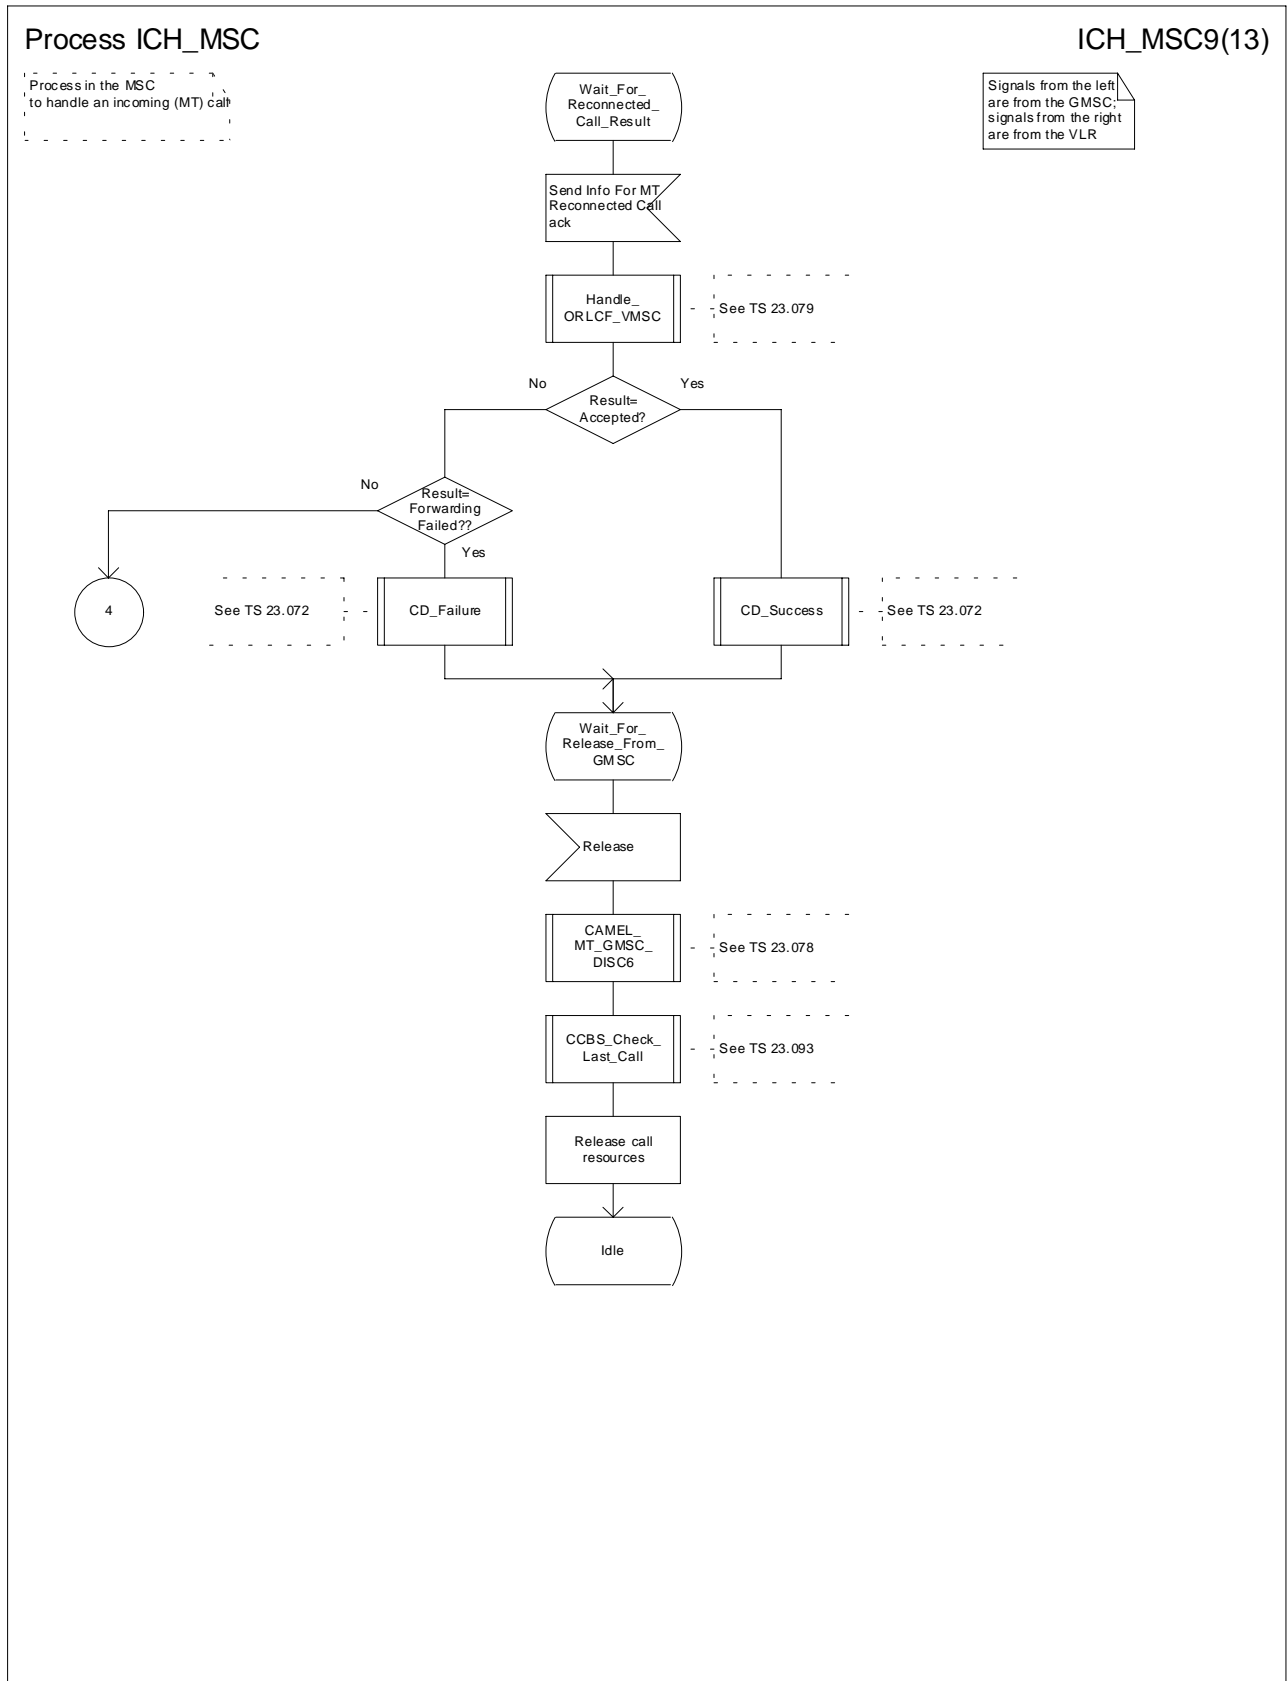 Process ICH_MSC
ICH_MSC9(13)
Process in the MSC
to handle an incoming (MT) call
Signals from the left
are from the GMSC;
signals from the right
are from the VLR
Wait_For_
Reconnected_
Call_Result
Send Info For MT
Reconnected Call
ack
Handle_
ORLCF_VMSC
See TS 23.079
No
Yes
Result=
Accepted?
No
Result=
Forwarding
Failed??
Yes
4
See TS 23.072
CD_Failure
CD_Success
See TS 23.072
Wait_For_
Release_From_
GMSC
Release
CAMEL_
MT_GMSC_
DISC6
See TS 23.078
CCBS_Check_
Last_Call
See TS 23.093
Release call
resources
Idle